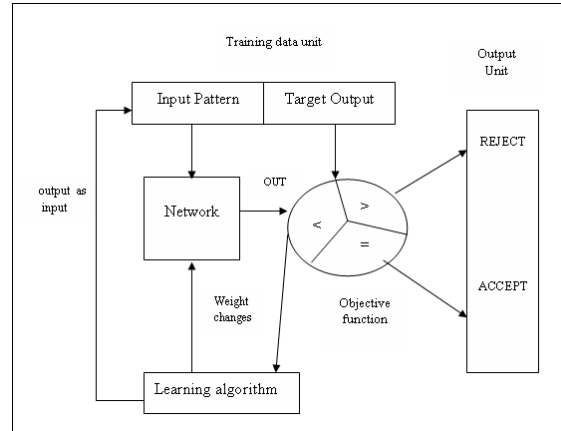 Training data unit
Output
Unit
Input Pattern
Target Output
REJECT
output as
input
OUT
Network
>
<
=
ACCEPT
Weight
changes
Objective
function
Learning algorithm